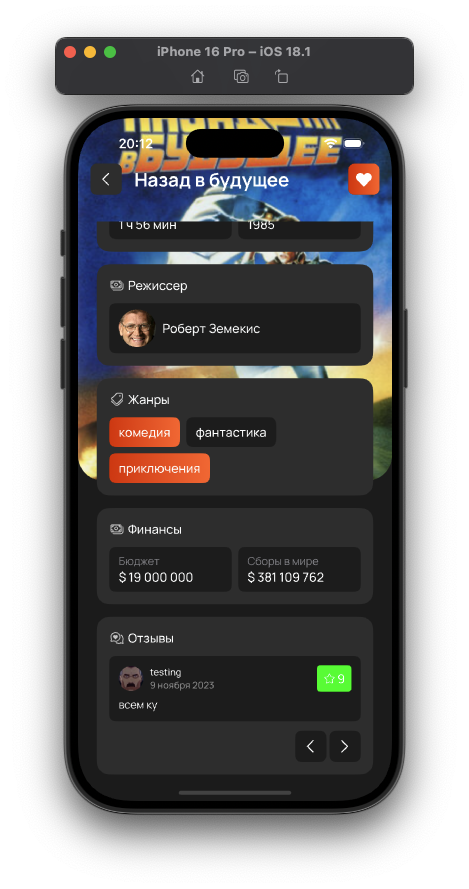 iPhone 16 Pro – iOS 18.1
20:12
НАЗАД
В БУДУЩЕЕ
Назад в будущее
1 ч 56 мин
1985
Режиссер
Роберт Земекис
Жанры
комедия
фантастика
приключения
Финансы
Бюджет
$ 19 000 000
Сборы в мире
$ 381 109 762
Отзывы
testing
9 ноября 2023
9
всем ку